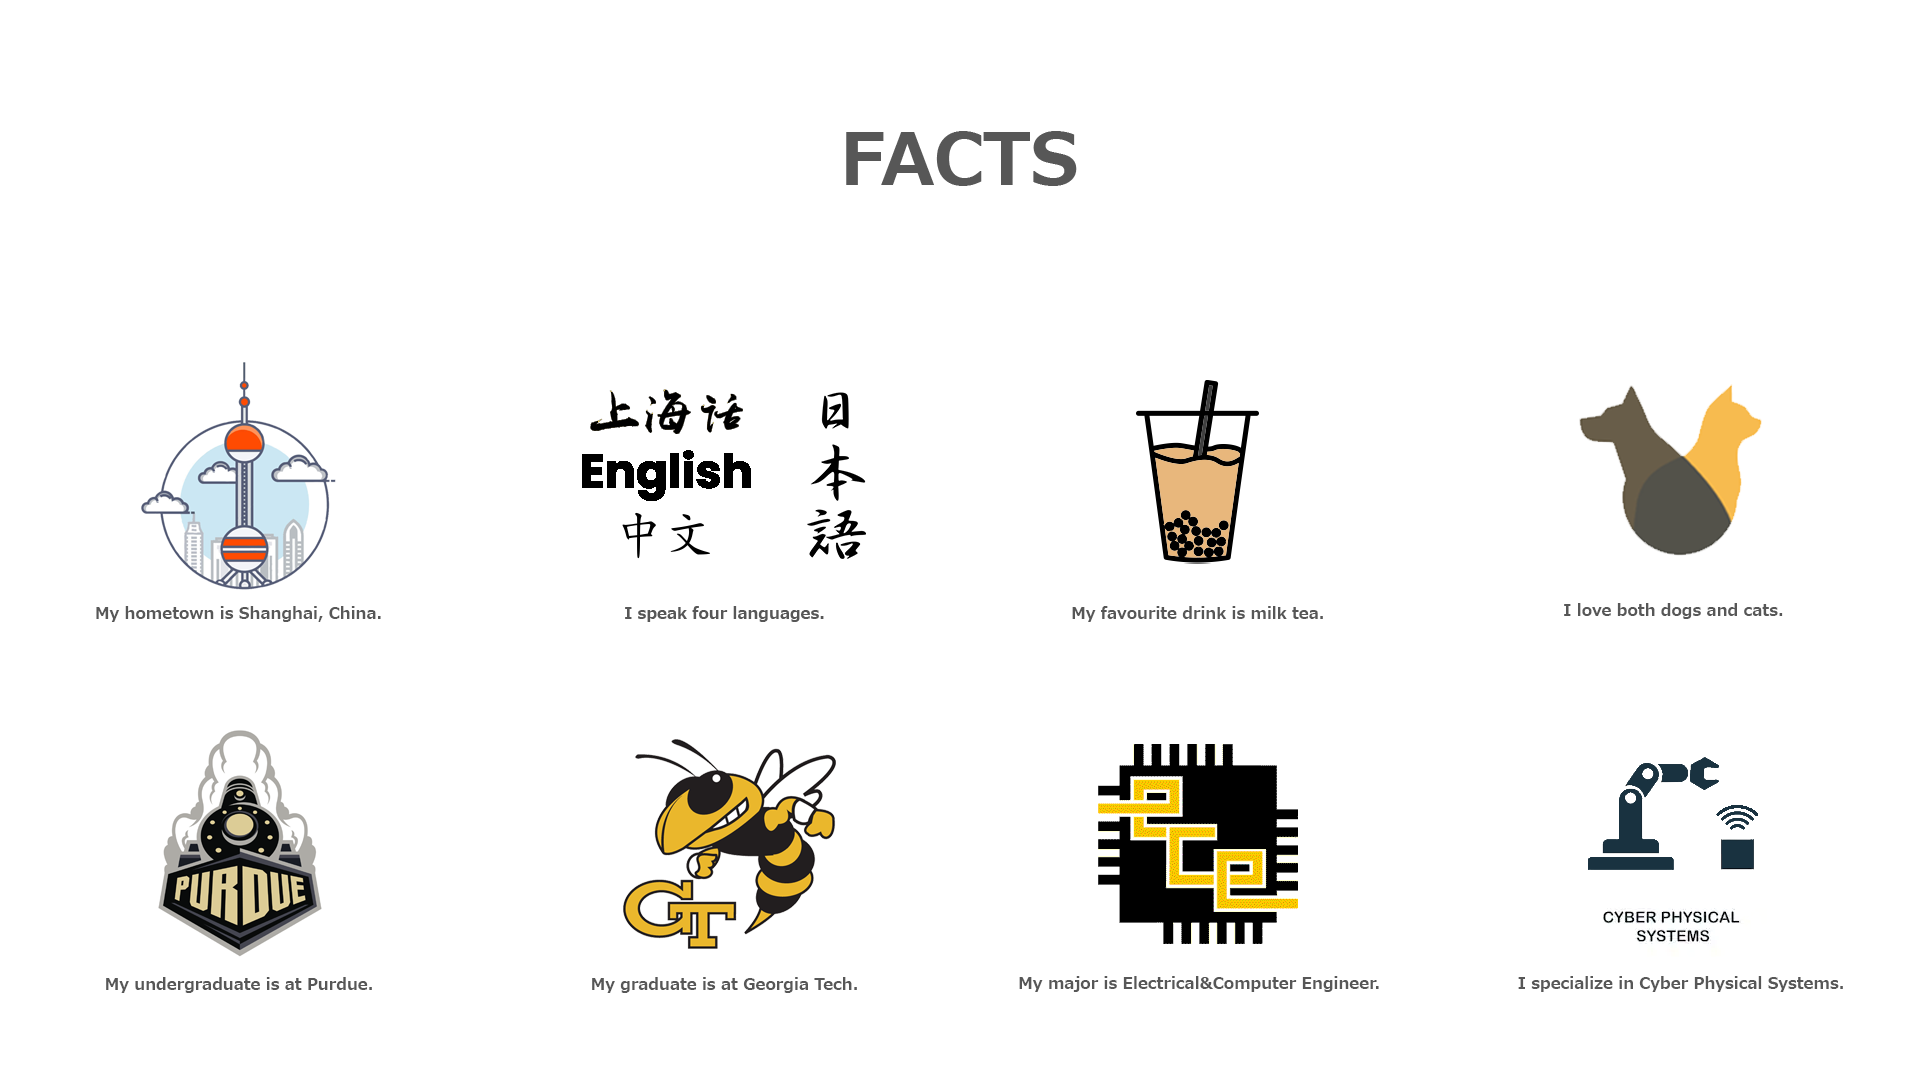 FACTS
上海话
English
中文
日本語
My hometown is Shanghai, China.
I speak four languages.
My favourite drink is milk tea.
I love both dogs and cats.
PURDUE
GT
ece
CYBER PHYSICAL
SYSTEMS
My undergraduate is at Purdue.
My graduate is at Georgia Tech.
My major is Electrical&Computer Engineer.
I specialize in Cyber Physical Systems.